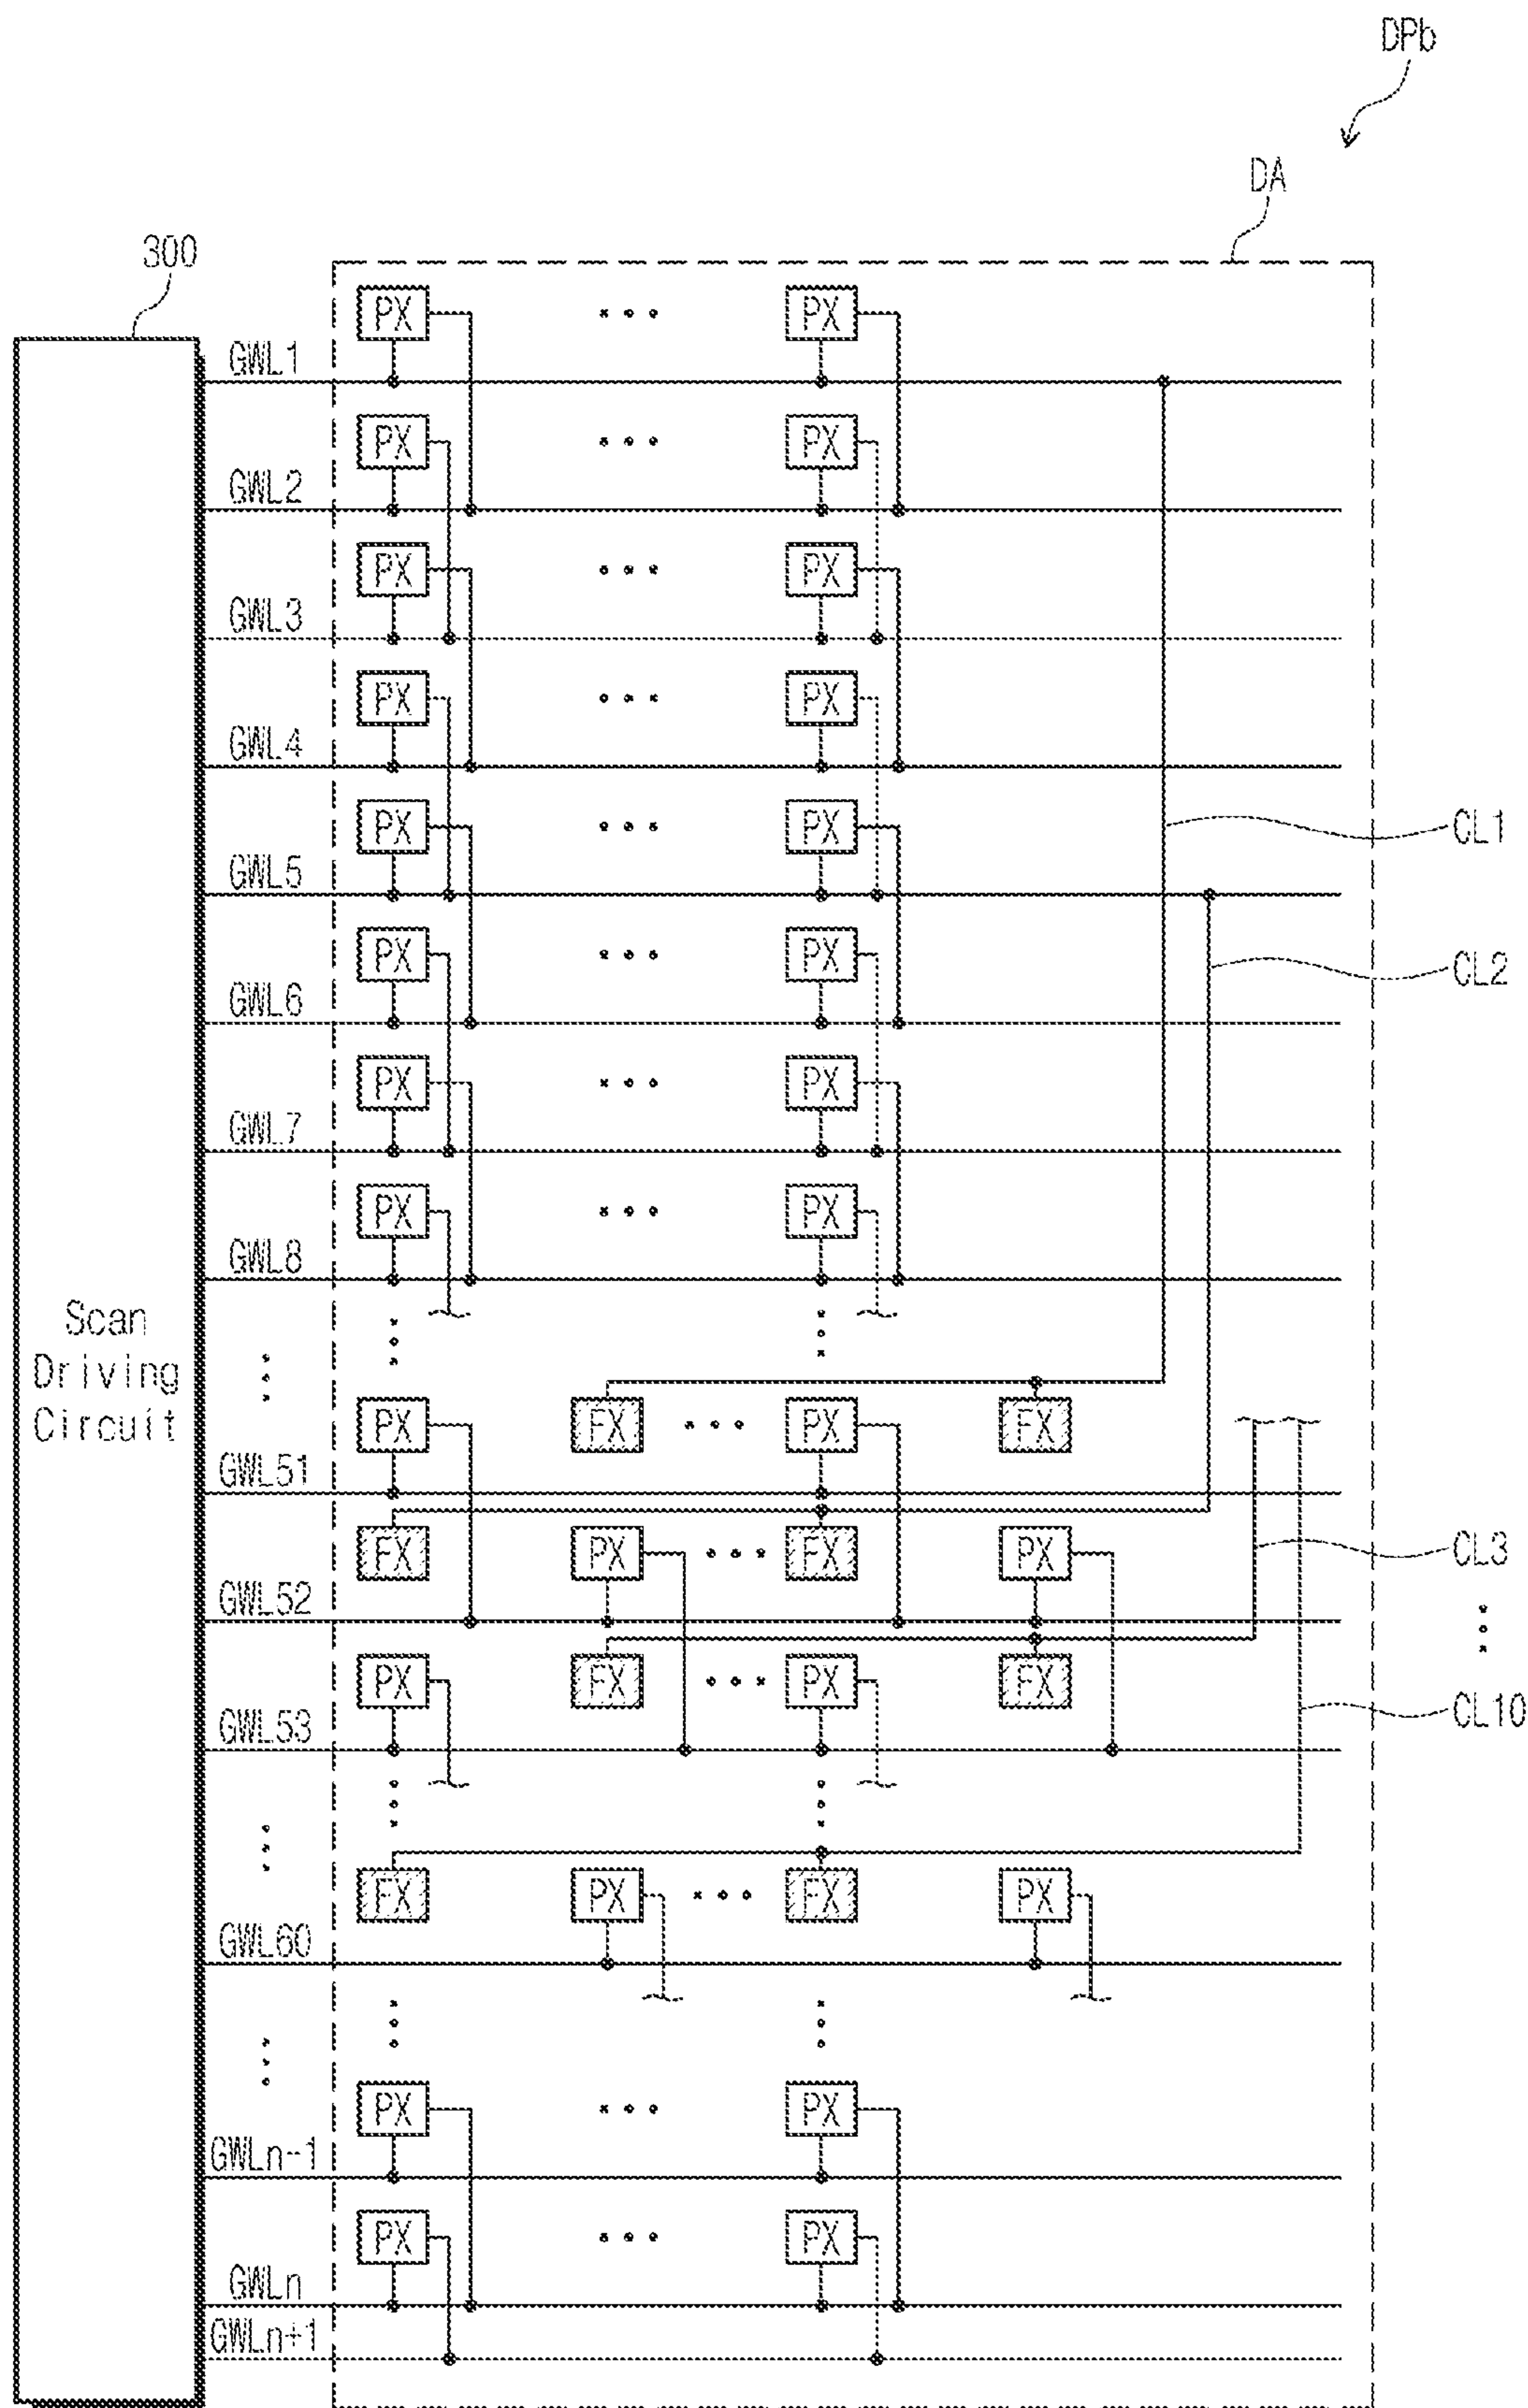 DPb
DA
300
PX PX
GWL1
PX PX
GWL2
PX PX
GWL3
PX PX
GWL4
PX PX CL1
GWL5
PX PX CL2
GWL6
PX PX
GWL7
PX PX
GWL8
Scan
Driving
Circuit
PX FX PX FX
GWL51
FX PX FX PX CL3
GWL52
PX FX PX FX
GWL53 CL10
FX PX FX PX
GWL60
PX PX
GWLn-1
PX PX
GWLn
GWLn+1